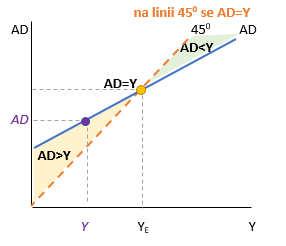 na linii 45⁰ se AD=Y
AD 45⁰ AD
AD<Y
AD=Y
AD
AD>Y
Y Y_E Y